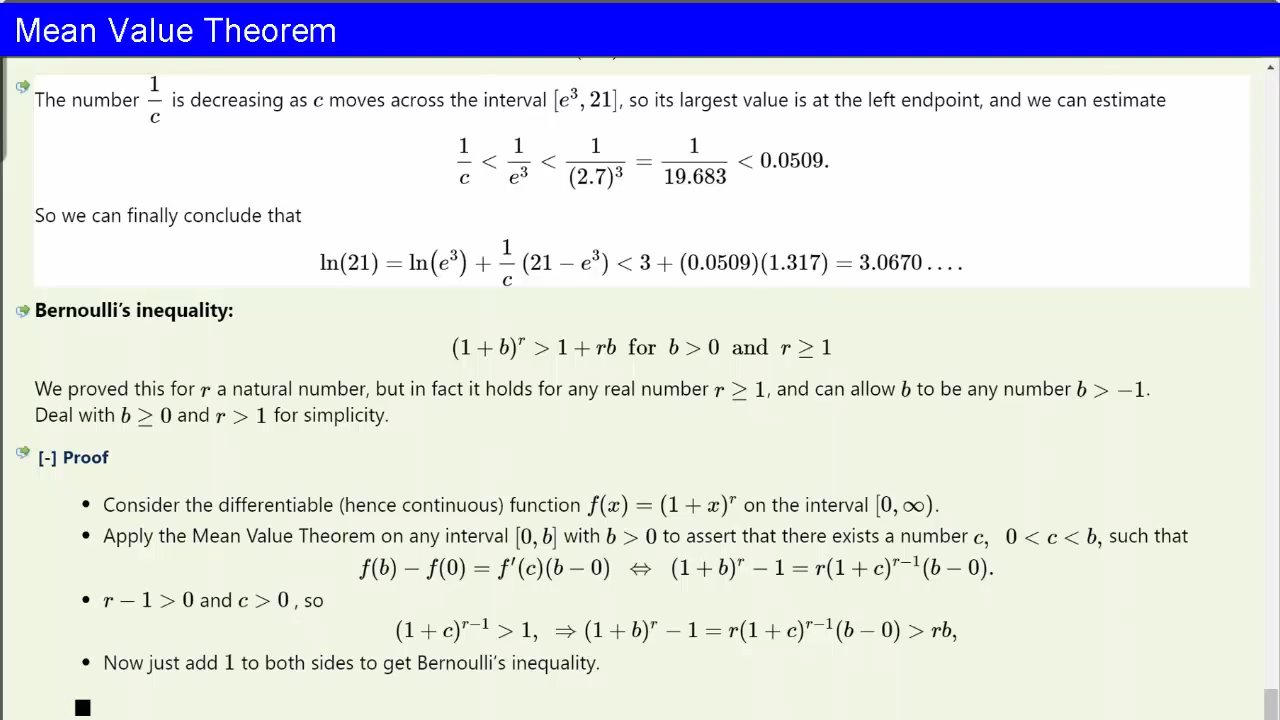 Mean Value Theorem
The number 1/c is decreasing as c moves across the interval [e³, 21], so its largest value is at the left endpoint, and we can estimate
1/c < 1/e³ < 1/(2.7)³ = 1/19.683 < 0.0509.
So we can finally conclude that
ln(21) = ln(e³) + 1/c (21 − e³) < 3 + (0.0509)(1.317) = 3.0670 . . . .
Bernoulli's inequality:
(1 + b)ʳ > 1 + rb for b > 0 and r ≥ 1
We proved this for r a natural number, but in fact it holds for any real number r ≥ 1, and can allow b to be any number b > −1.
Deal with b ≥ 0 and r > 1 for simplicity.
[-] Proof
• Consider the differentiable (hence continuous) function f(x) = (1 + x)ʳ on the interval [0, ∞).
• Apply the Mean Value Theorem on any interval [0, b] with b > 0 to assert that there exists a number c, 0 < c < b, such that
f(b) − f(0) = f′(c)(b − 0) ⇔ (1 + b)ʳ − 1 = r(1 + c)ʳ⁻¹(b − 0).
• r − 1 > 0 and c > 0 , so
(1 + c)ʳ⁻¹ > 1, ⇒ (1 + b)ʳ − 1 = r(1 + c)ʳ⁻¹(b − 0) > rb,
• Now just add 1 to both sides to get Bernoulli's inequality.
■